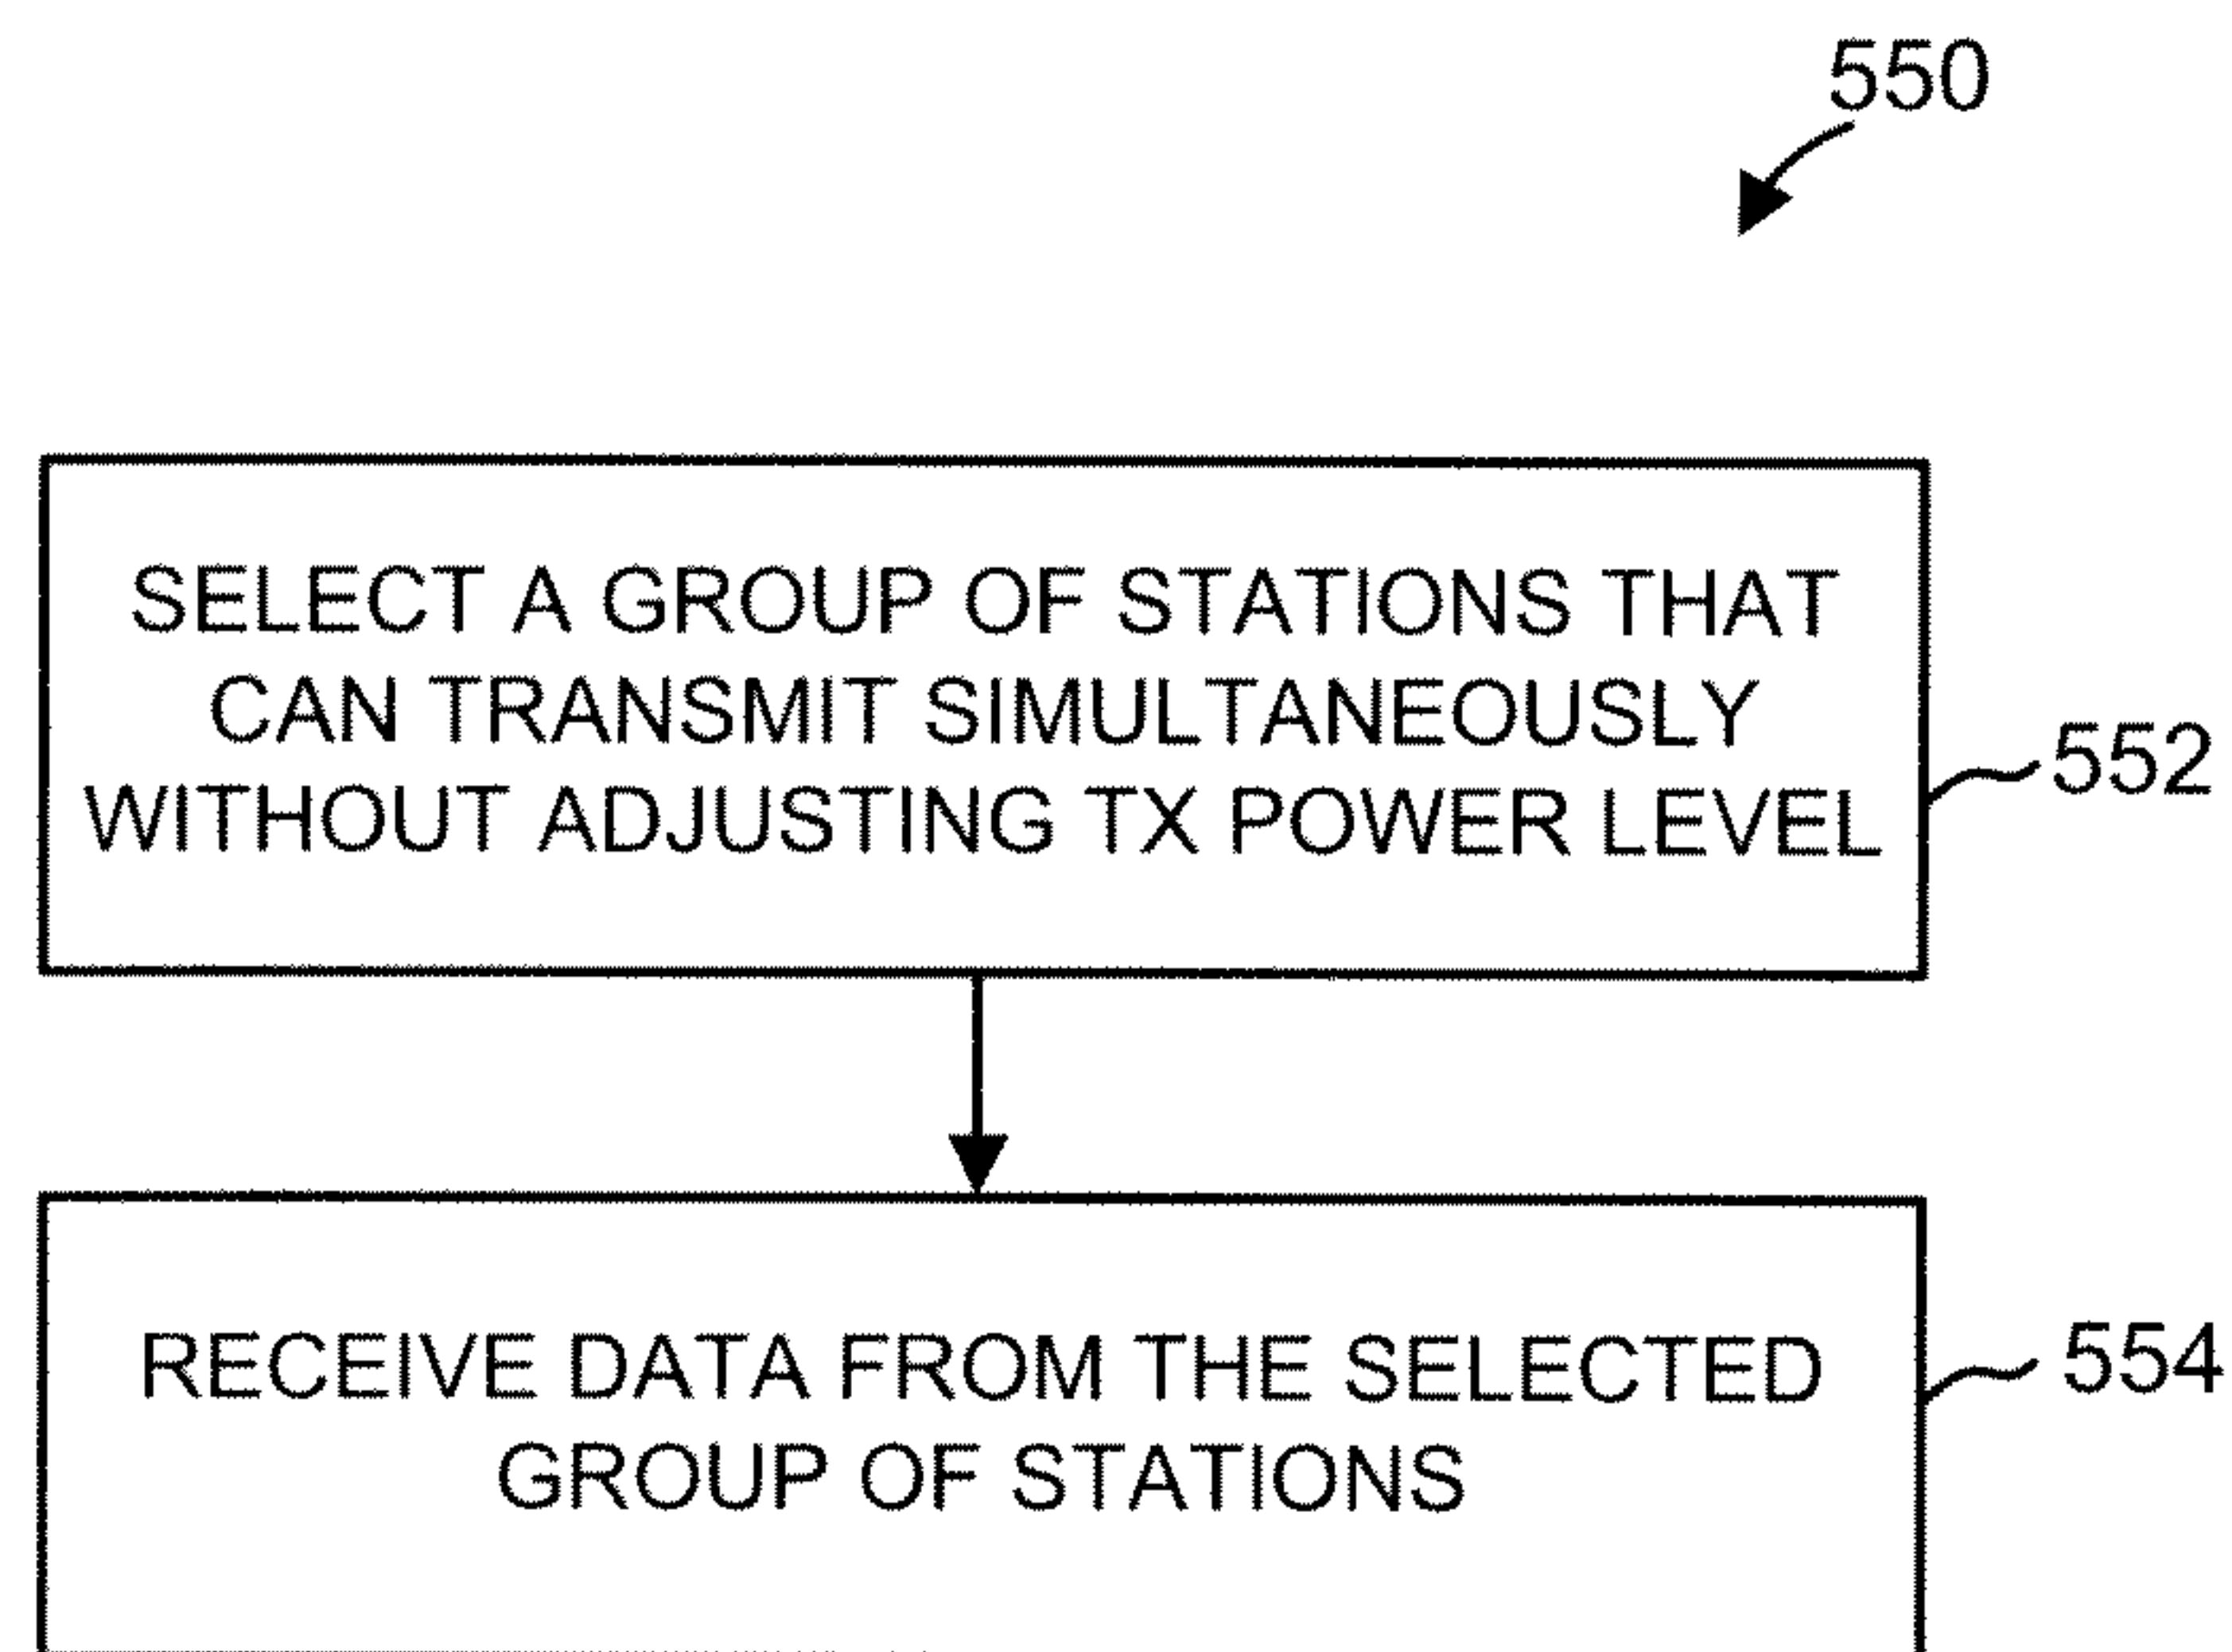 550
SELECT A GROUP OF STATIONS THAT
CAN TRANSMIT SIMULTANEOUSLY
WITHOUT ADJUSTING TX POWER LEVEL
552
RECEIVE DATA FROM THE SELECTED
GROUP OF STATIONS
554